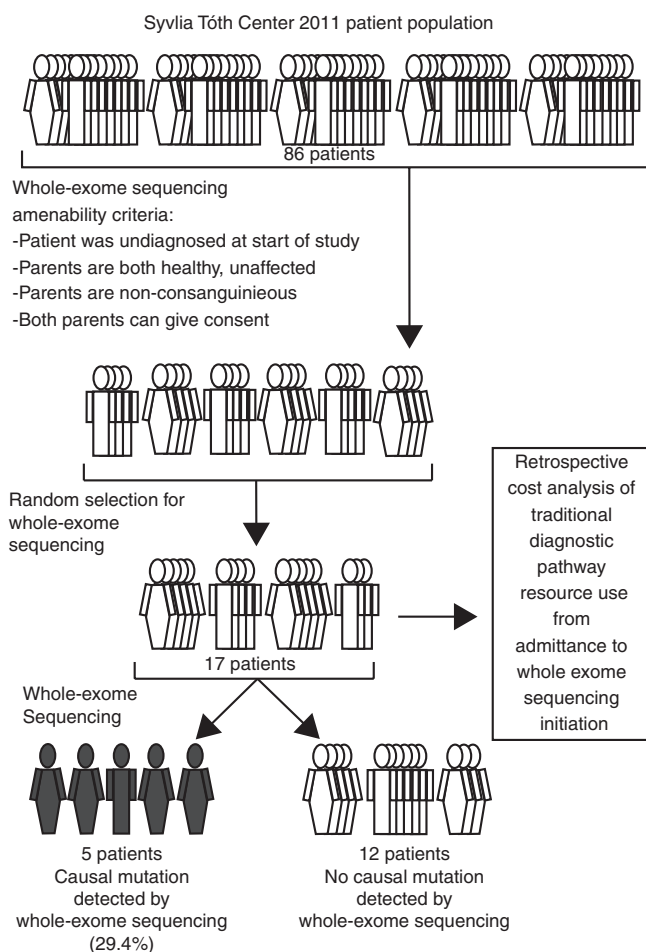 Syvlia Tóth Center 2011 patient population
86 patients
Whole-exome sequencing
amenability criteria:
-Patient was undiagnosed at start of study
-Parents are both healthy, unaffected
-Parents are non-consanguinieous
-Both parents can give consent
Random selection for
whole-exome
sequencing
Retrospective
cost analysis of
traditional
diagnostic
pathway
resource use
from
admittance to
whole exome
sequencing
initiation
17 patients
Whole-exome
Sequencing
5 patients
Causal mutation
detected by
whole-exome sequencing
(29.4%)
12 patients
No causal mutation
detected by
whole-exome sequencing